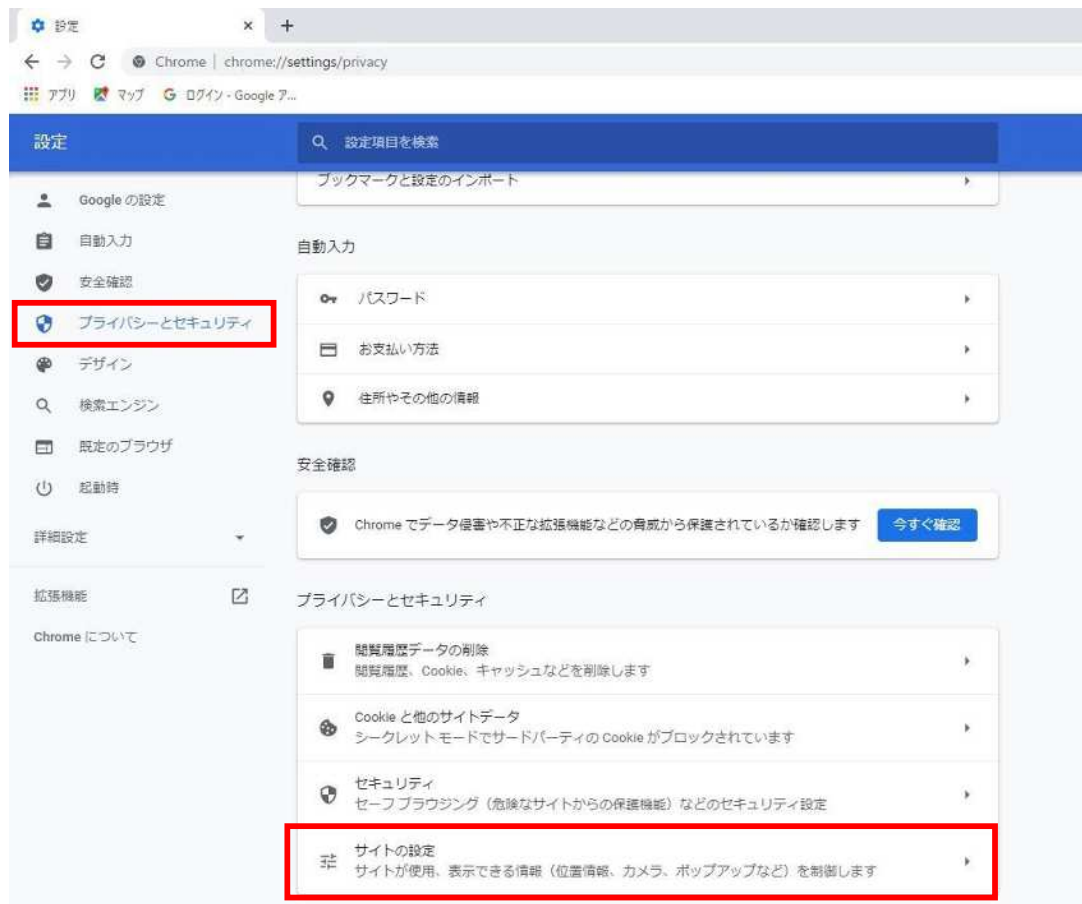 設定
Chrome | chrome://settings/privacy
アプリ マップ ログイン - Google ア...
設定
設定項目を検索
Google の設定
自動入力
安全確認
プライバシーとセキュリティ
デザイン
検索エンジン
既定のブラウザ
起動時
詳細設定
拡張機能
Chrome について
ブックマークと設定のインポート
自動入力
パスワード
お支払い方法
住所やその他の情報
安全確認
Chrome でデータ侵害や不正な拡張機能などの脅威から保護されているか確認します 今すぐ確認
プライバシーとセキュリティ
閲覧履歴データの削除
閲覧履歴、Cookie、キャッシュなどを削除します
Cookie と他のサイトデータ
シークレット モードでサードパーティの Cookie がブロックされています
セキュリティ
セーフ ブラウジング（危険なサイトからの保護機能）などのセキュリティ設定
サイトの設定
サイトが使用、表示できる情報（位置情報、カメラ、ポップアップなど）を制御します